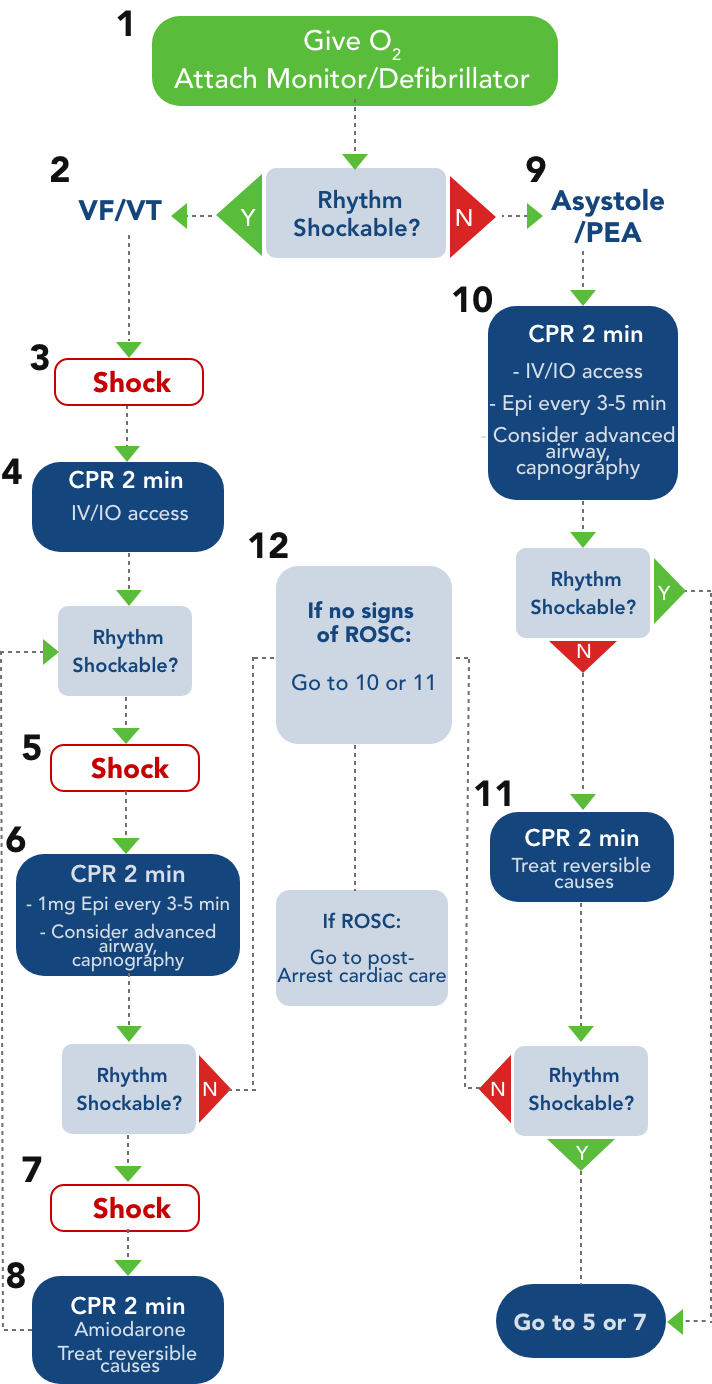 1
Give O2
Attach Monitor/Defibrillator
2
VF/VT
Y
Rhythm
Shockable?
N
9
Asystole
/PEA
3
Shock
4
CPR 2 min
IV/IO access
Rhythm
Shockable?
5
Shock
6
CPR 2 min
- 1mg Epi every 3-5 min
- Consider advanced
airway,
capnography
Rhythm
Shockable?
N
7
Shock
8
CPR 2 min
Amiodarone
Treat reversible
causes
12
If no signs
of ROSC:
Go to 10 or 11
If ROSC:
Go to post-
Arrest cardiac care
10
CPR 2 min
- IV/IO access
- Epi every 3-5 min
- Consider advanced
airway,
capnography
Rhythm
Shockable?
Y
N
11
CPR 2 min
Treat reversible
causes
N
Rhythm
Shockable?
Y
Go to 5 or 7